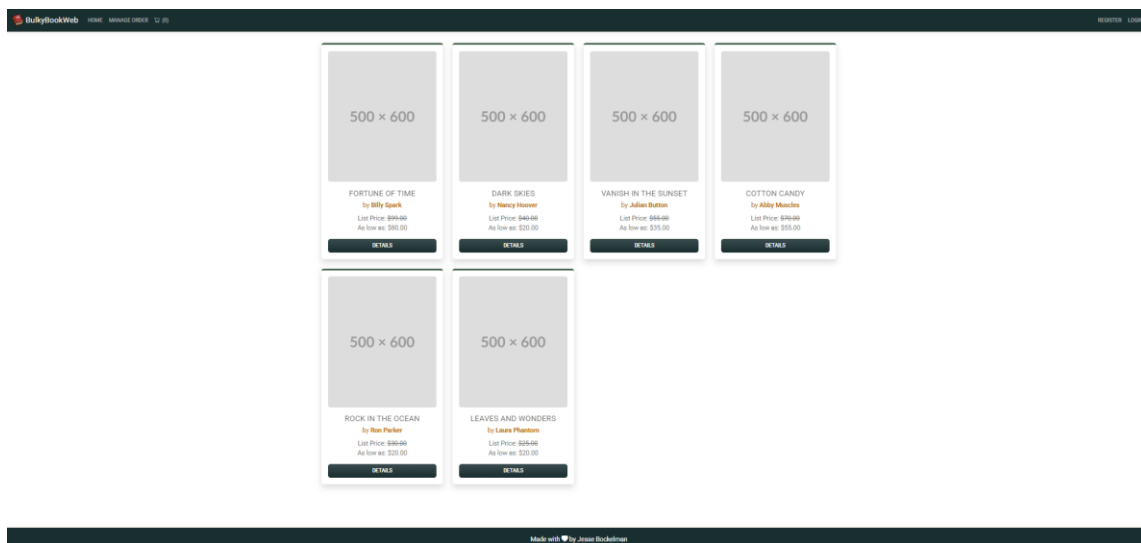 BulkyBookWeb HOME MANAGE ORDER (0) REGISTER LOGIN
500 × 600
FORTUNE OF TIME
by Billy Spark
List Price: $99.00
As low as: $80.00
DETAILS
500 × 600
DARK SKIES
by Nancy Hoover
List Price: $40.00
As low as: $20.00
DETAILS
500 × 600
VANISH IN THE SUNSET
by Julian Button
List Price: $55.00
As low as: $35.00
DETAILS
500 × 600
COTTON CANDY
by Abby Muscles
List Price: $70.00
As low as: $55.00
DETAILS
500 × 600
ROCK IN THE OCEAN
by Ron Parker
List Price: $30.00
As low as: $20.00
DETAILS
500 × 600
LEAVES AND WONDERS
by Laura Phantom
List Price: $25.00
As low as: $20.00
DETAILS
Made with by Jesse Bockelman